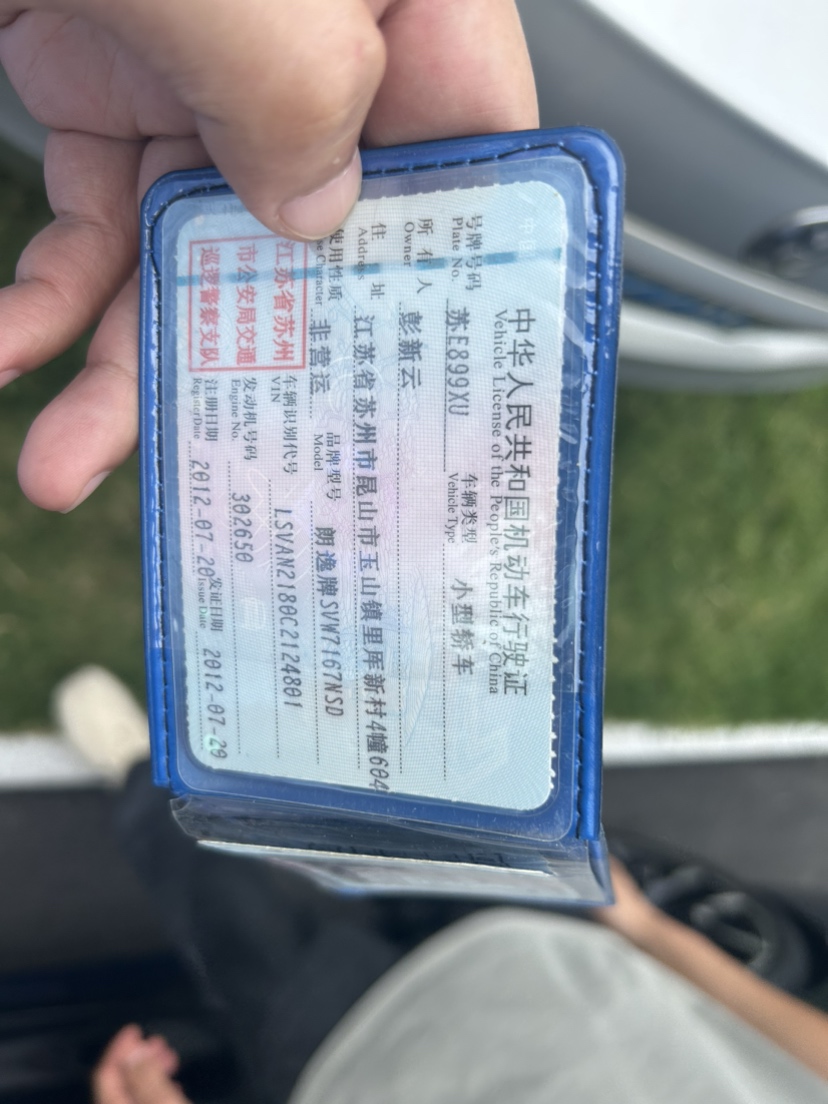 中华人民共和国机动车行驶证
Vehicle License of the People's Republic of China
号牌号码 苏E899XU 车辆类型 小型轿车
Plate No. Vehicle Type
所有人 彭新云
Owner
住址 江苏省苏州市昆山市玉山镇里厍新村4幢604
Address
使用性质 非营运 品牌型号 朗逸牌SVW7167NSD
Character Model
江苏省苏州
市公安局交通
巡逻警察支队
车辆识别代号 LSVAN2180C2124801
VIN
发动机号码 302650
Engine No.
注册日期 2012-07-20 发证日期 2012-07-20
Register Date Issue Date